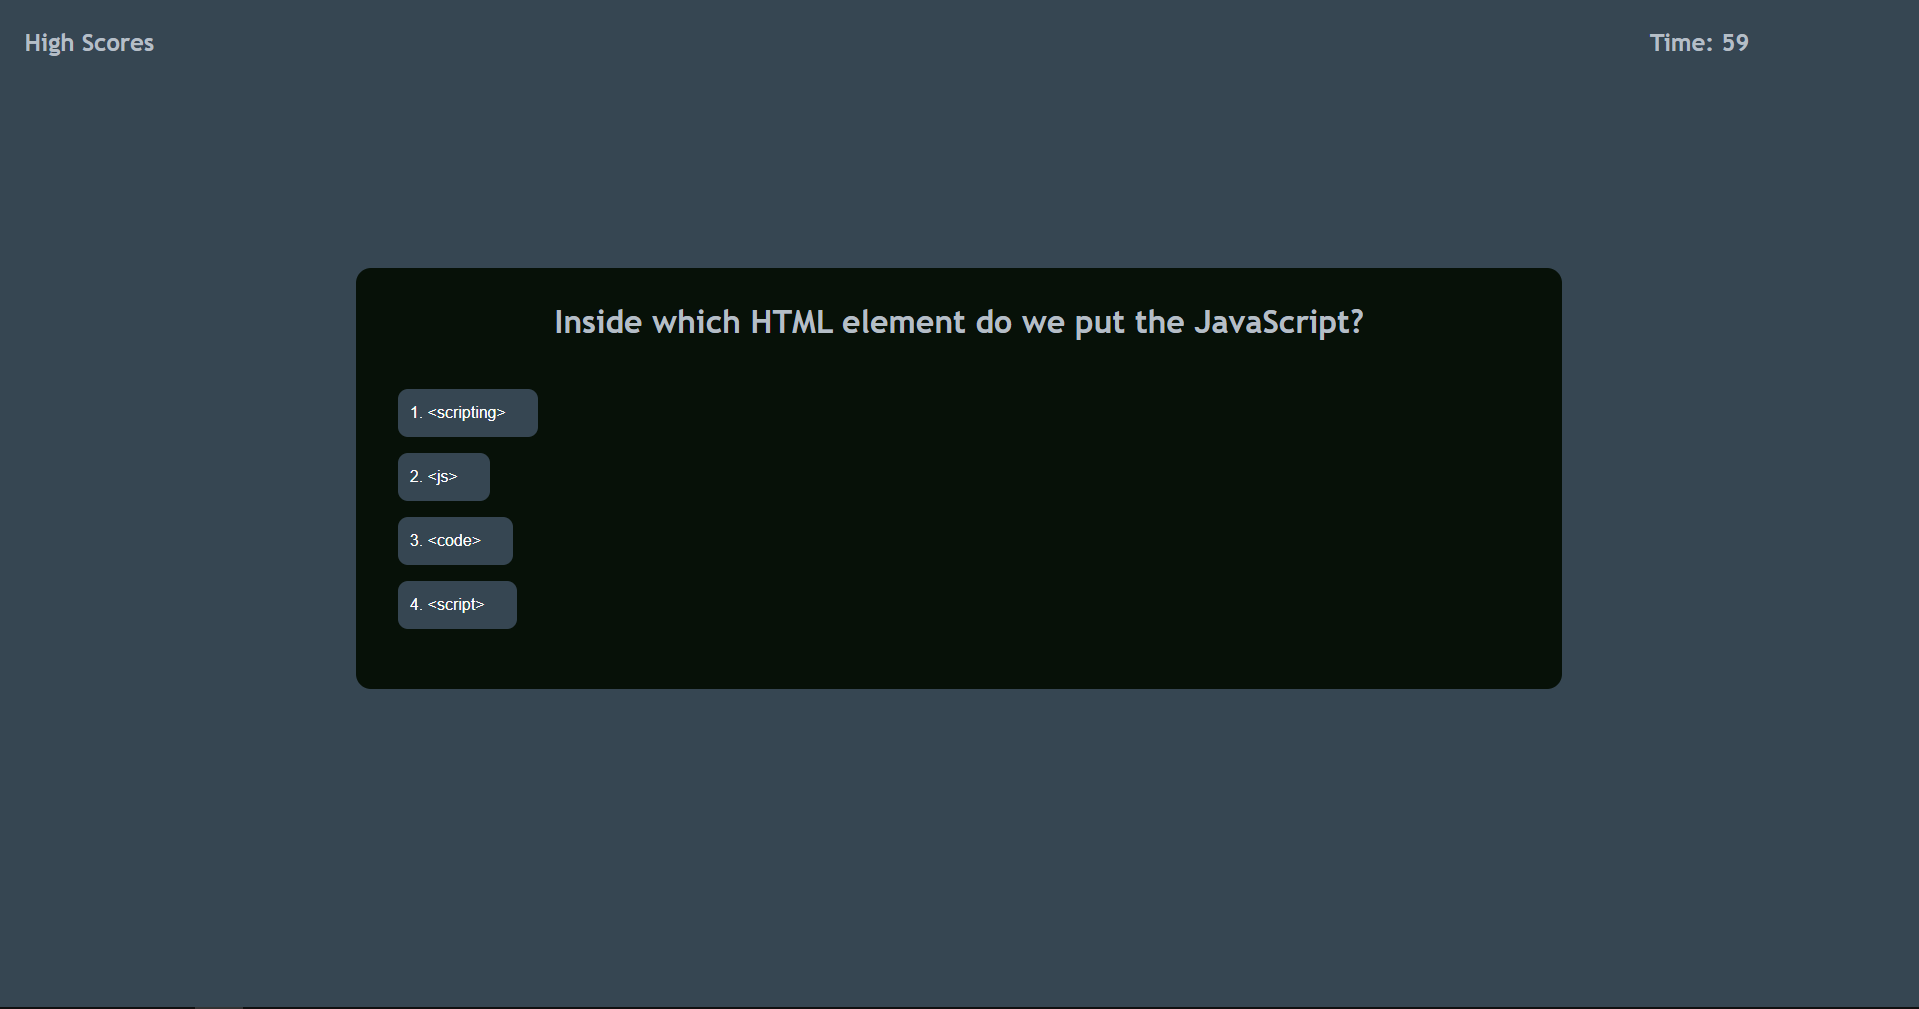 High Scores
Time: 59
Inside which HTML element do we put the JavaScript?
1. <scripting>
2. <js>
3. <code>
4. <script>